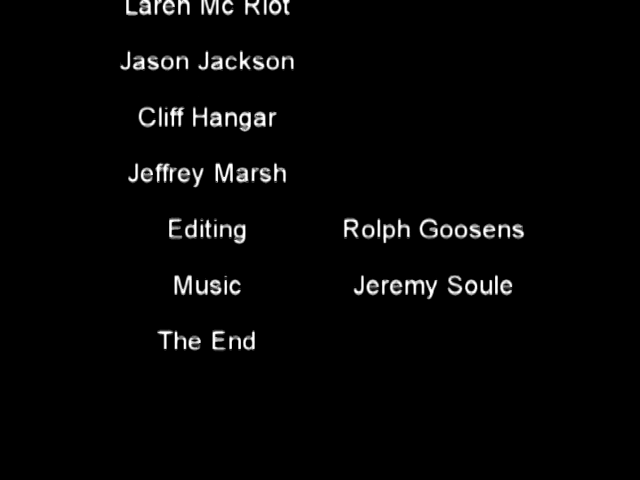 Laren Mc Riot
Jason Jackson
Cliff Hangar
Jeffrey Marsh
Editing Rolph Goosens
Music Jeremy Soule
The End